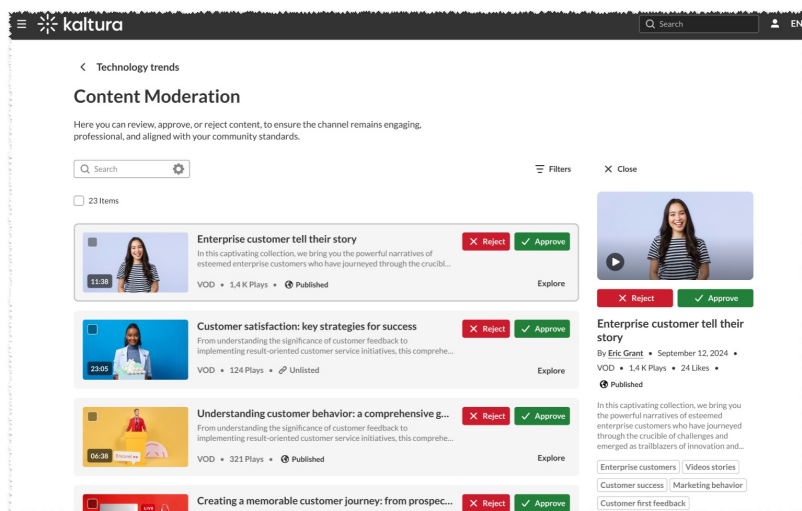 kaltura
Search
EN
Technology trends
Content Moderation
Here you can review, approve, or reject content, to ensure the channel remains engaging,
professional, and aligned with your community standards.
Search
Filters
Close
23 Items
Enterprise customer tell their story
In this captivating collection, we bring you the powerful narratives of
esteemed enterprise customers who have journeyed through the crucibl...
VOD • 1,4 K Plays • Published
Reject
Approve
Explore
11:38
Customer satisfaction: key strategies for success
From understanding the significance of customer feedback to
implementing result-oriented customer service initiatives, this comprehe...
VOD • 124 Plays • Unlisted
Reject
Approve
Explore
23:05
Understanding customer behavior: a comprehensive g...
From understanding the significance of customer feedback to
implementing result-oriented customer service initiatives, this comprehe...
VOD • 321 Plays • Published
Reject
Approve
Explore
06:38
LIVE
Creating a memorable customer journey: from prospec...
Reject
Approve
Reject
Approve
Enterprise customer tell their
story
By Eric Grant • September 12, 2024 •
VOD • 1,4 K Plays • 24 Likes •
Published
In this captivating collection, we bring you
the powerful narratives of esteemed
enterprise customers who have journeyed
through the crucible of challenges and
emerged as trailblazers of innovation and...
Enterprise customers
Videos stories
Customer success
Marketing behavior
Customer first feedback